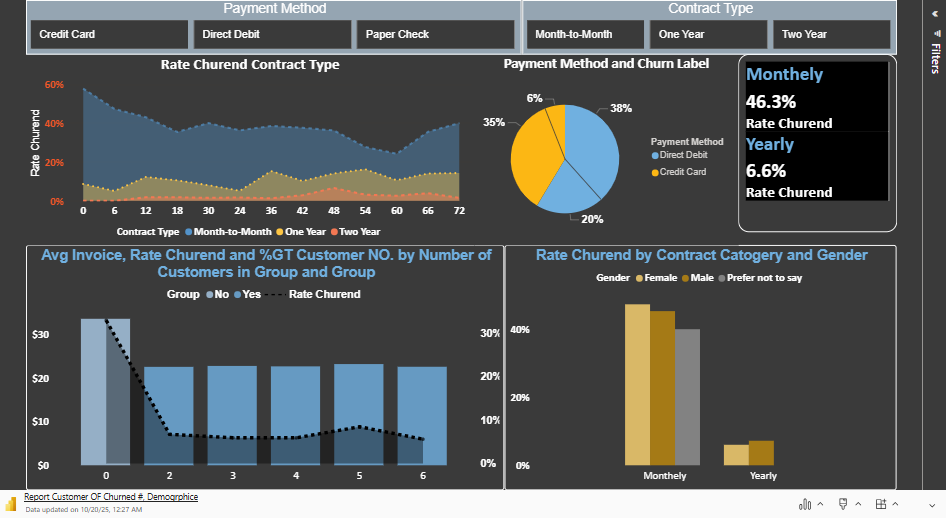 Payment Method
Contract Type
Credit Card
Direct Debit
Paper Check
Month-to-Month
One Year
Two Year
Filters
Rate Churend Contract Type
Rate Churend
60%
40%
20%
0%
0 6 12 18 24 30 36 42 48 54 60 66 72
Contract Type Month-to-Month One Year Two Year
Payment Method and Churn Label
6%
38%
35%
20%
Payment Method
Direct Debit
Credit Card
Monthely
46.3%
Rate Churend
Yearly
6.6%
Rate Churend
Avg Invoice, Rate Churend and %GT Customer NO. by Number of
Customers in Group and Group
Group No Yes Rate Churend
$30
$20
$10
$0
30%
20%
10%
0%
0 2 3 4 5 6
Rate Churend by Contract Catogery and Gender
Gender Female Male Prefer not to say
40%
20%
0%
Monthely Yearly
Report Customer OF Churned #, Demogrphice
Data updated on 10/20/25, 12:27 AM